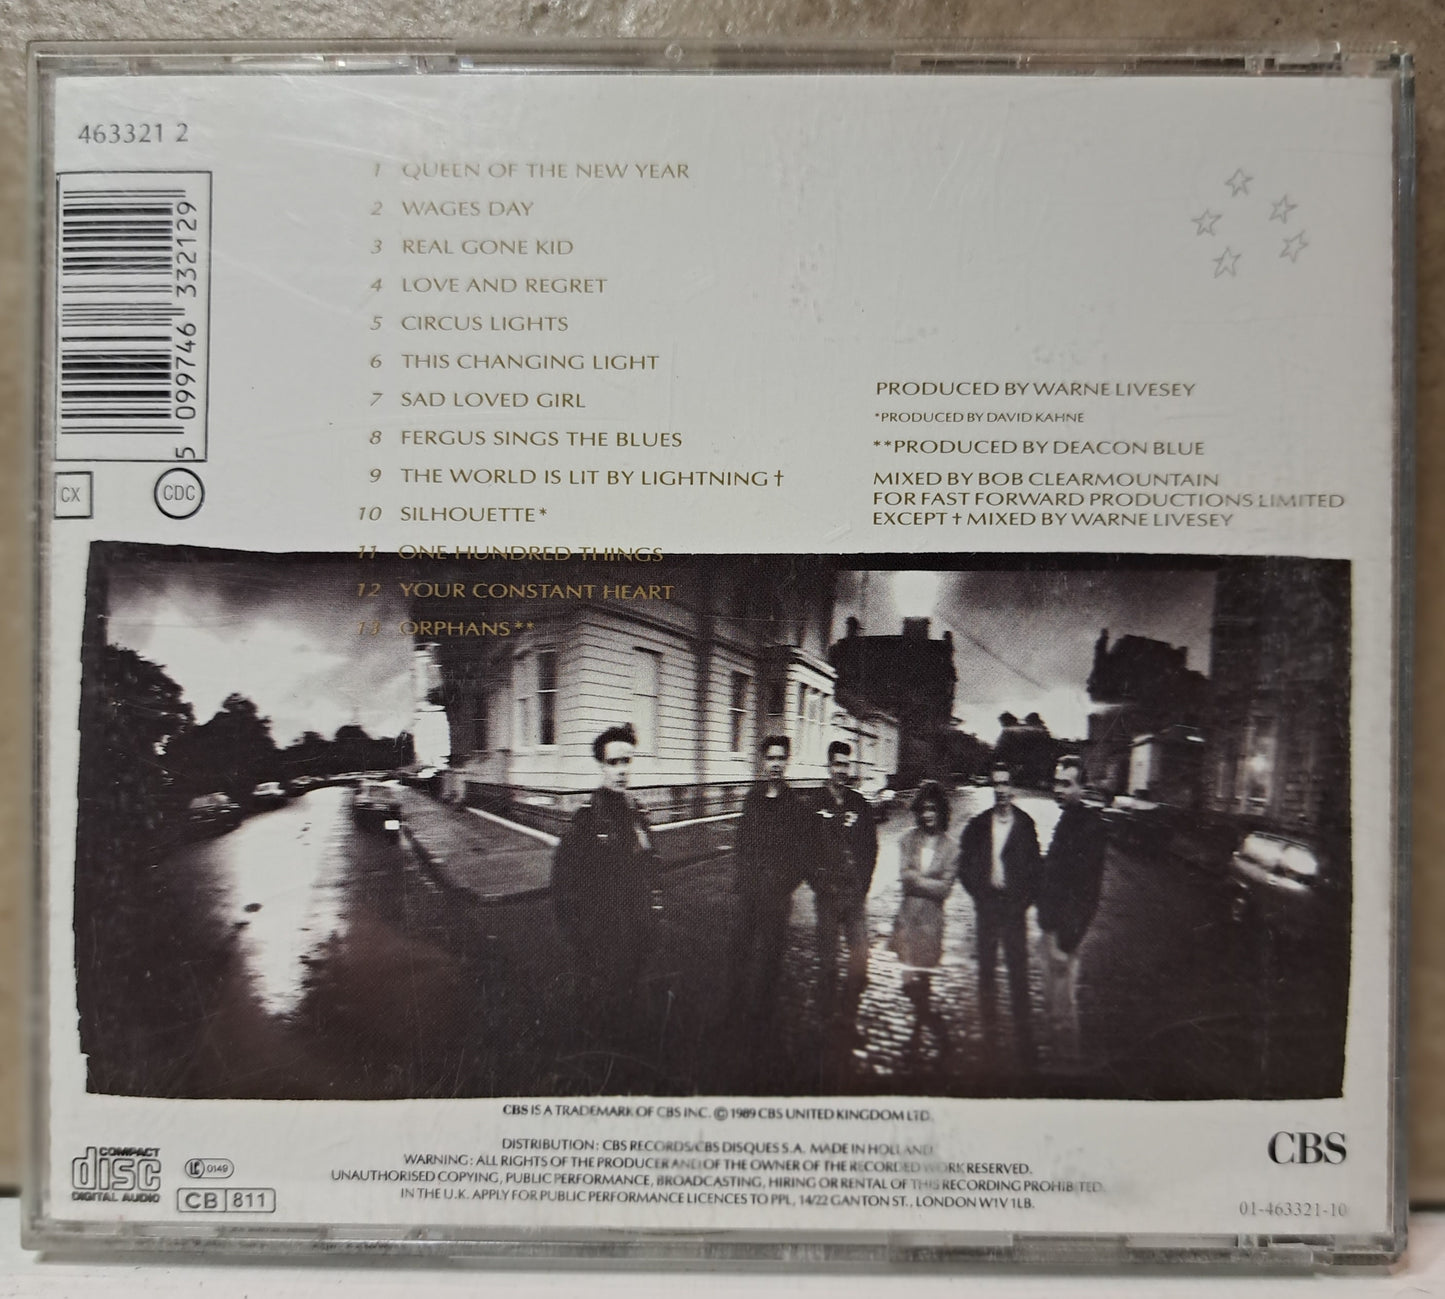 463321 2
5 099746 332129
CX
CDC
1 QUEEN OF THE NEW YEAR
2 WAGES DAY
3 REAL GONE KID
4 LOVE AND REGRET
5 CIRCUS LIGHTS
6 THIS CHANGING LIGHT
7 SAD LOVED GIRL
8 FERGUS SINGS THE BLUES
9 THE WORLD IS LIT BY LIGHTNING †
10 SILHOUETTE*
11 ONE HUNDRED THINGS
12 YOUR CONSTANT HEART
13 ORPHANS**
PRODUCED BY WARNE LIVESEY
*PRODUCED BY DAVID KAHNE
**PRODUCED BY DEACON BLUE
MIXED BY BOB CLEARMOUNTAIN
FOR FAST FORWARD PRODUCTIONS LIMITED
EXCEPT † MIXED BY WARNE LIVESEY
CBS IS A TRADEMARK OF CBS INC. © 1989 CBS UNITED KINGDOM LTD.
DISTRIBUTION: CBS RECORDS/CBS DISQUES S.A. MADE IN HOLLAND
WARNING: ALL RIGHTS OF THE PRODUCER AND OF THE OWNER OF THE RECORDED WORK RESERVED.
UNAUTHORISED COPYING, PUBLIC PERFORMANCE, BROADCASTING, HIRING OR RENTAL OF THIS RECORDING PROHIBITED.
IN THE U.K. APPLY FOR PUBLIC PERFORMANCE LICENCES TO PPL, 14/22 GANTON ST., LONDON W1V 1LB.
COMPACT
disc
DIGITAL AUDIO
LC 0149
CB 811
CBS
01-463321-10